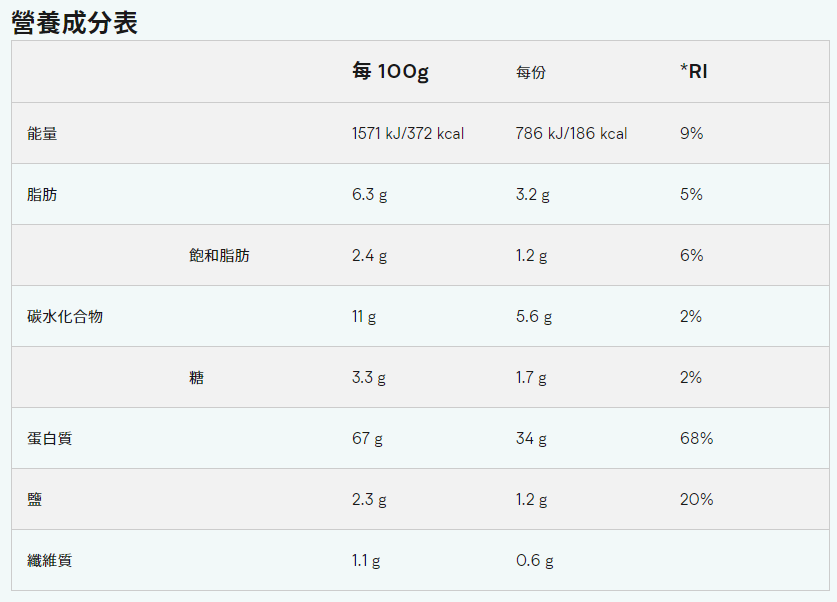 營養成分表
每 100g 每份 *RI
能量 1571 kJ/372 kcal 786 kJ/186 kcal 9%
脂肪 6.3 g 3.2 g 5%
飽和脂肪 2.4 g 1.2 g 6%
碳水化合物 11 g 5.6 g 2%
糖 3.3 g 1.7 g 2%
蛋白質 67 g 34 g 68%
鹽 2.3 g 1.2 g 20%
纖維質 1.1 g 0.6 g